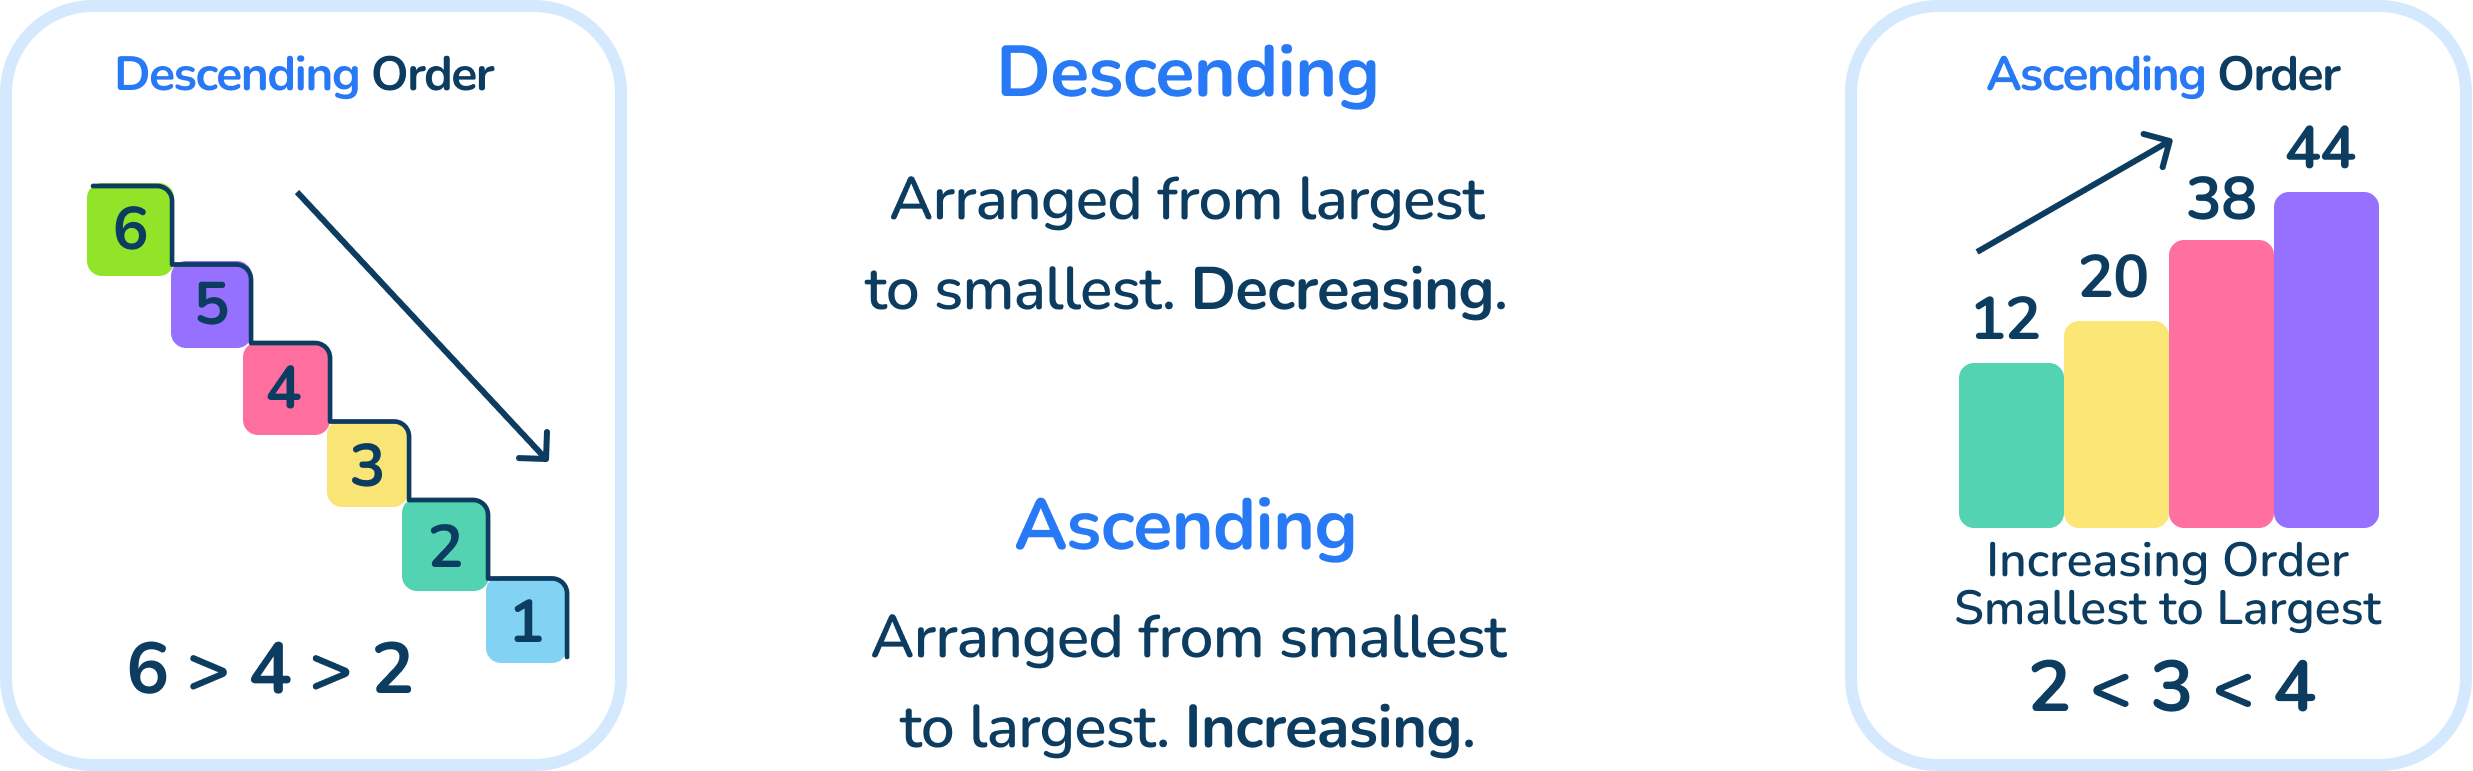 Descending Order
6
5
4
3
2
1
6 > 4 > 2
Descending
Arranged from largest
to smallest. Decreasing.
Ascending
Arranged from smallest
to largest. Increasing.
Ascending Order
12
20
38
44
Increasing Order
Smallest to Largest
2 < 3 < 4